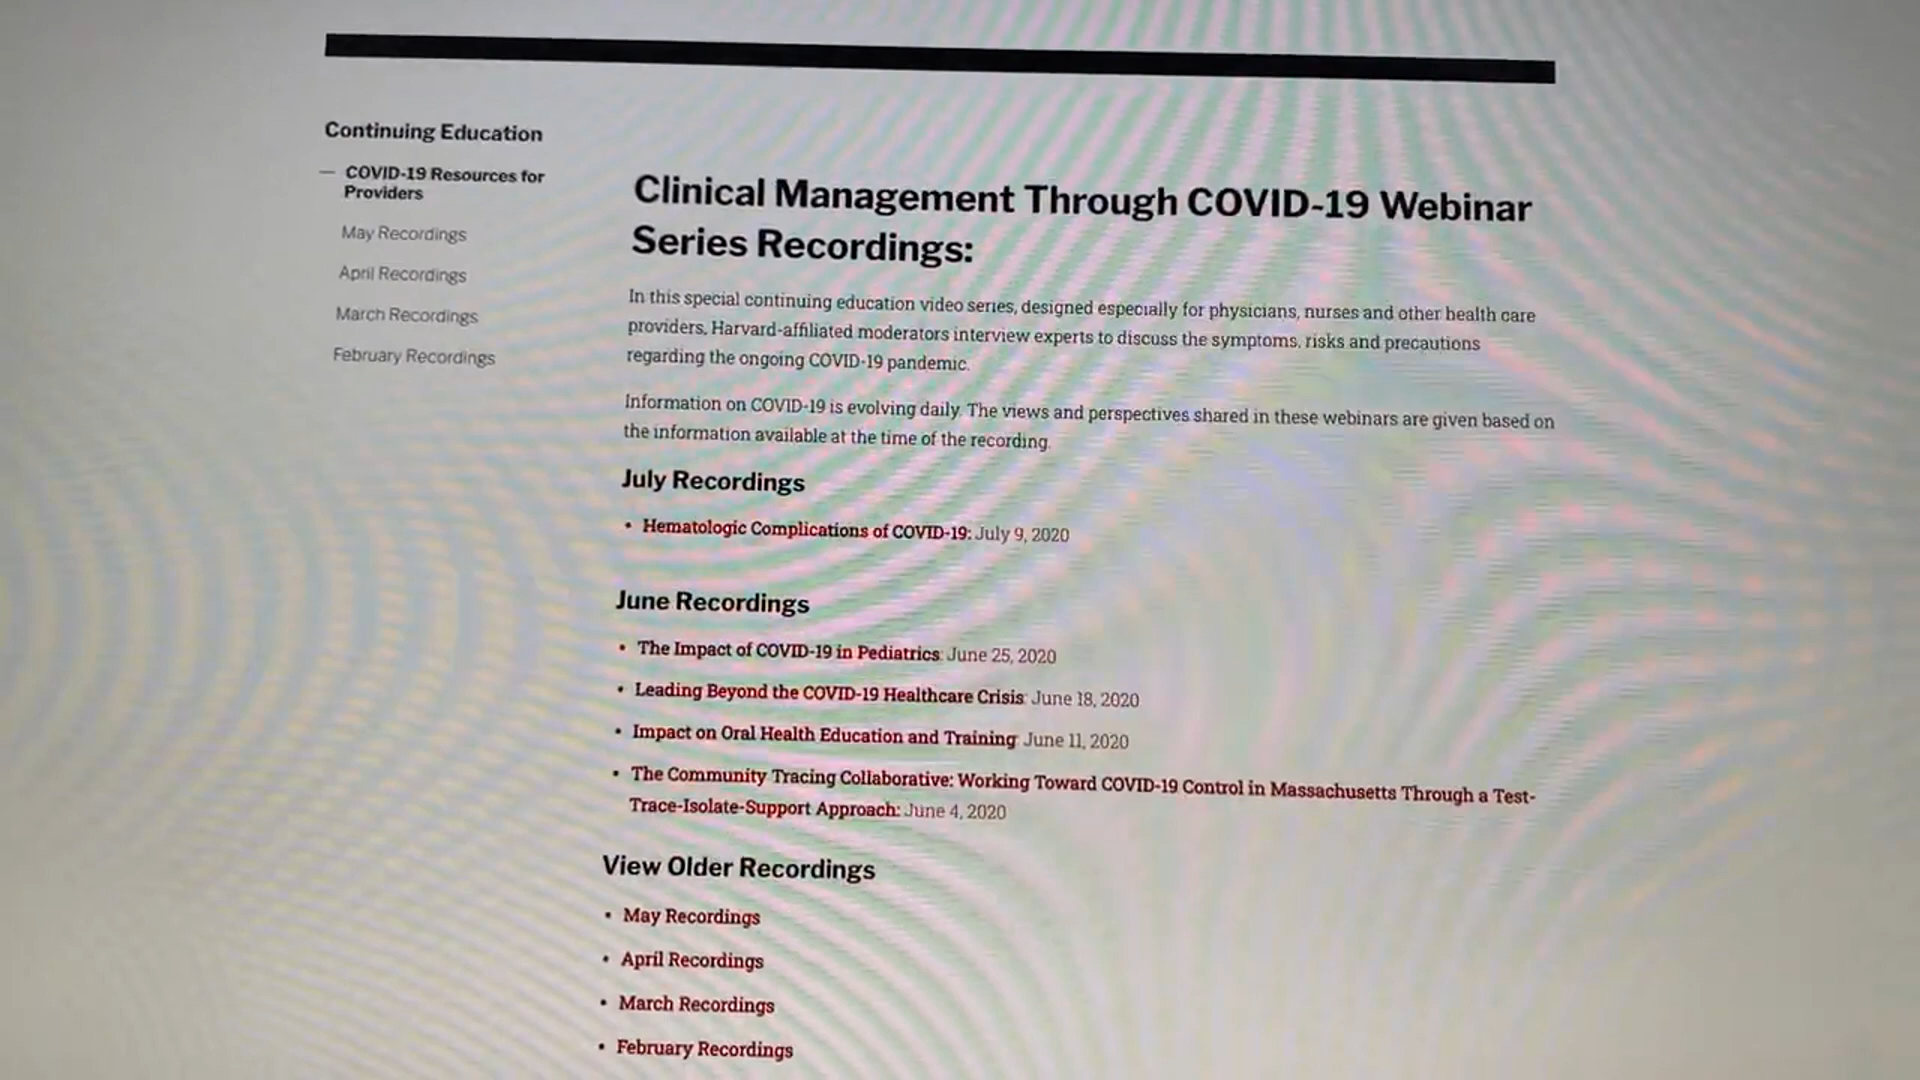 Continuing Education
— COVID-19 Resources for
Providers
May Recordings
April Recordings
March Recordings
February Recordings
Clinical Management Through COVID-19 Webinar
Series Recordings:
In this special continuing education video series, designed especially for physicians, nurses and other health care
providers, Harvard-affiliated moderators interview experts to discuss the symptoms, risks and precautions
regarding the ongoing COVID-19 pandemic.
Information on COVID-19 is evolving daily. The views and perspectives shared in these webinars are given based on
the information available at the time of the recording.
July Recordings
• Hematologic Complications of COVID-19: July 9, 2020
June Recordings
• The Impact of COVID-19 in Pediatrics: June 25, 2020
• Leading Beyond the COVID-19 Healthcare Crisis: June 18, 2020
• Impact on Oral Health Education and Training: June 11, 2020
• The Community Tracing Collaborative: Working Toward COVID-19 Control in Massachusetts Through a Test-
Trace-Isolate-Support Approach: June 4, 2020
View Older Recordings
• May Recordings
• April Recordings
• March Recordings
• February Recordings